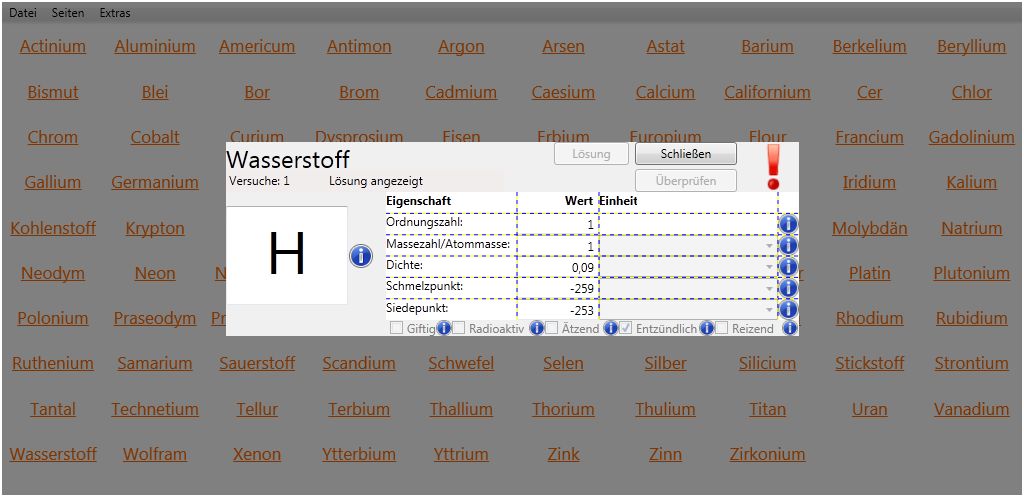 Datei Seiten Extras
Actinium Aluminium Americum Antimon Argon Arsen Astat Barium Berkelium Beryllium
Bismut Blei Bor Brom Cadmium Caesium Calcium Californium Cer Chlor
Chrom Cobalt Curium Dysprosium Eisen Erbium Europium Flour Francium Gadolinium
Gallium Germanium Iridium Kalium
Kohlenstoff Krypton Molybdän Natrium
Neodym Neon Platin Plutonium
Polonium Praseodym Rhodium Rubidium
Wasserstoff Lösung Schließen
Versuche: 1 Lösung angezeigt Überprüfen
H
Eigenschaft Wert Einheit
Ordnungszahl: 1
Massezahl/Atommasse: 1
Dichte: 0,09
Schmelzpunkt: -259
Siedepunkt: -253
Giftig Radioaktiv Ätzend Entzündlich Reizend
Ruthenium Samarium Sauerstoff Scandium Schwefel Selen Silber Silicium Stickstoff Strontium
Tantal Technetium Tellur Terbium Thallium Thorium Thulium Titan Uran Vanadium
Wasserstoff Wolfram Xenon Ytterbium Yttrium Zink Zinn Zirkonium